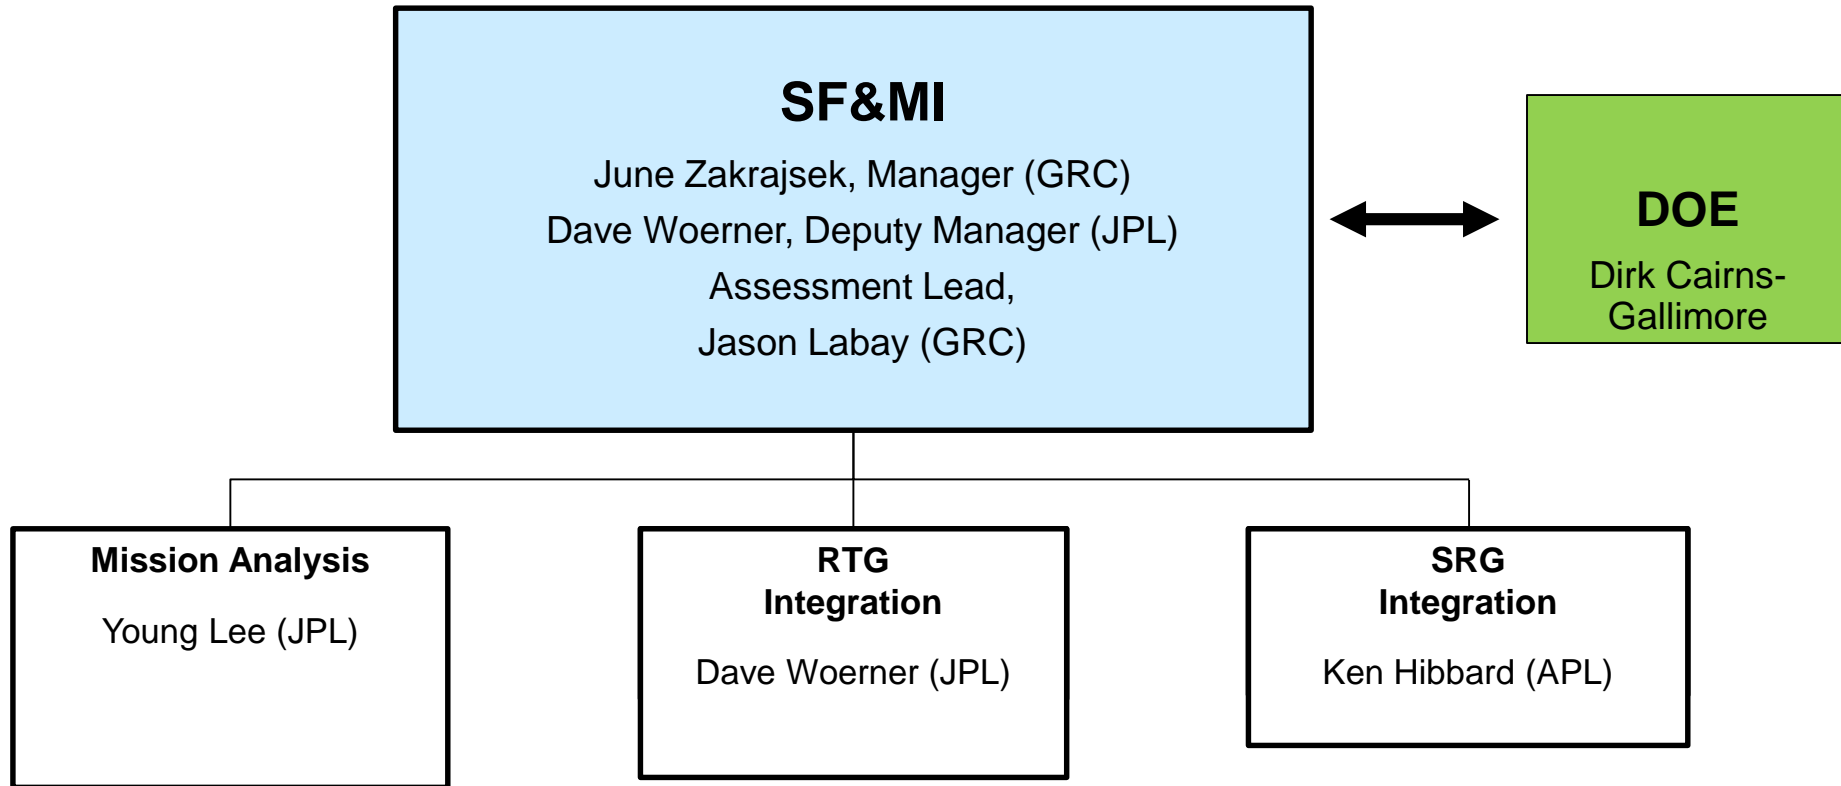 SF&MI
June Zakrajsek, Manager (GRC)
Dave Woerner, Deputy Manager (JPL)
Assessment Lead,
Jason Labay (GRC)
DOE
Dirk Cairns-
Gallimore
Mission Analysis
Young Lee (JPL)
RTG
Integration
Dave Woerner (JPL)
SRG
Integration
Ken Hibbard (APL)